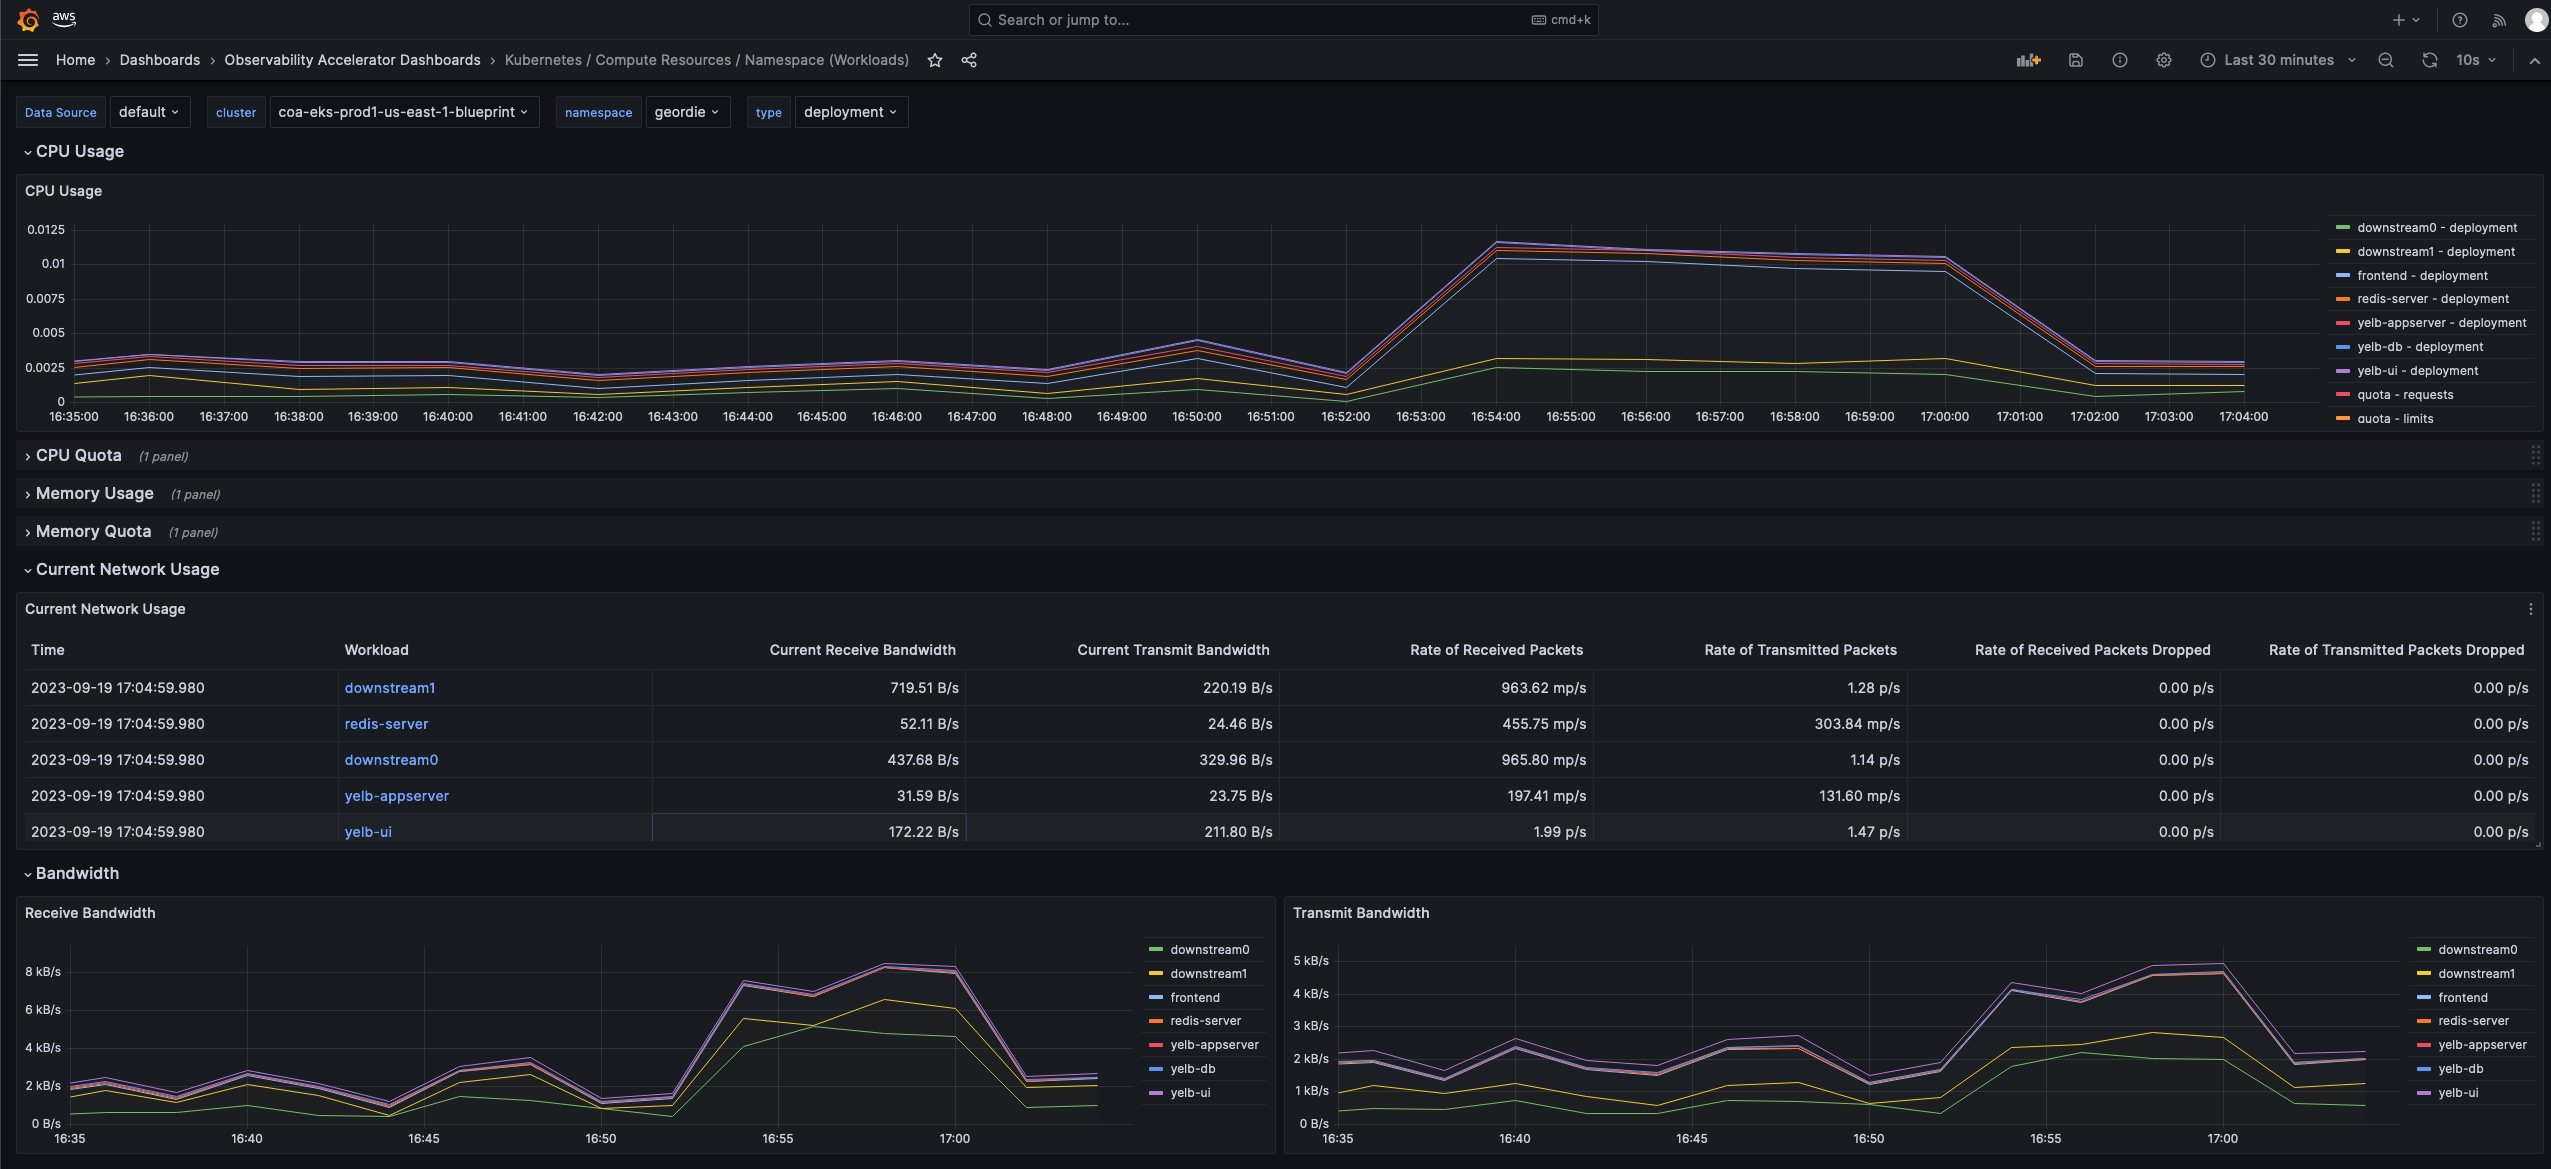 aws Search or jump to... cmd+k
Home › Dashboards › Observability Accelerator Dashboards › Kubernetes / Compute Resources / Namespace (Workloads) Last 30 minutes 10s
Data Source default cluster coa-eks-prod1-us-east-1-blueprint namespace geordie type deployment
CPU Usage
CPU Usage
0.0125
0.01
0.0075
0.005
0.0025
0
16:35:00 16:36:00 16:37:00 16:38:00 16:39:00 16:40:00 16:41:00 16:42:00 16:43:00 16:44:00 16:45:00 16:46:00 16:47:00 16:48:00 16:49:00 16:50:00 16:51:00 16:52:00 16:53:00 16:54:00 16:55:00 16:56:00 16:57:00 16:58:00 16:59:00 17:00:00 17:01:00 17:02:00 17:03:00 17:04:00
downstream0 - deployment
downstream1 - deployment
frontend - deployment
redis-server - deployment
yelb-appserver - deployment
yelb-db - deployment
yelb-ui - deployment
quota - requests
quota - limits
CPU Quota (1 panel)
Memory Usage (1 panel)
Memory Quota (1 panel)
Current Network Usage
Current Network Usage
Time Workload Current Receive Bandwidth Current Transmit Bandwidth Rate of Received Packets Rate of Transmitted Packets Rate of Received Packets Dropped Rate of Transmitted Packets Dropped
2023-09-19 17:04:59.980 downstream1 719.51 B/s 220.19 B/s 963.62 mp/s 1.28 p/s 0.00 p/s 0.00 p/s
2023-09-19 17:04:59.980 redis-server 52.11 B/s 24.46 B/s 455.75 mp/s 303.84 mp/s 0.00 p/s 0.00 p/s
2023-09-19 17:04:59.980 downstream0 437.68 B/s 329.96 B/s 965.80 mp/s 1.14 p/s 0.00 p/s 0.00 p/s
2023-09-19 17:04:59.980 yelb-appserver 31.59 B/s 23.75 B/s 197.41 mp/s 131.60 mp/s 0.00 p/s 0.00 p/s
2023-09-19 17:04:59.980 yelb-ui 172.22 B/s 211.80 B/s 1.99 p/s 1.47 p/s 0.00 p/s 0.00 p/s
Bandwidth
Receive Bandwidth
8 kB/s
6 kB/s
4 kB/s
2 kB/s
0 B/s
16:35 16:40 16:45 16:50 16:55 17:00
downstream0
downstream1
frontend
redis-server
yelb-appserver
yelb-db
yelb-ui
Transmit Bandwidth
5 kB/s
4 kB/s
3 kB/s
2 kB/s
1 kB/s
0 B/s
16:35 16:40 16:45 16:50 16:55 17:00
downstream0
downstream1
frontend
redis-server
yelb-appserver
yelb-db
yelb-ui